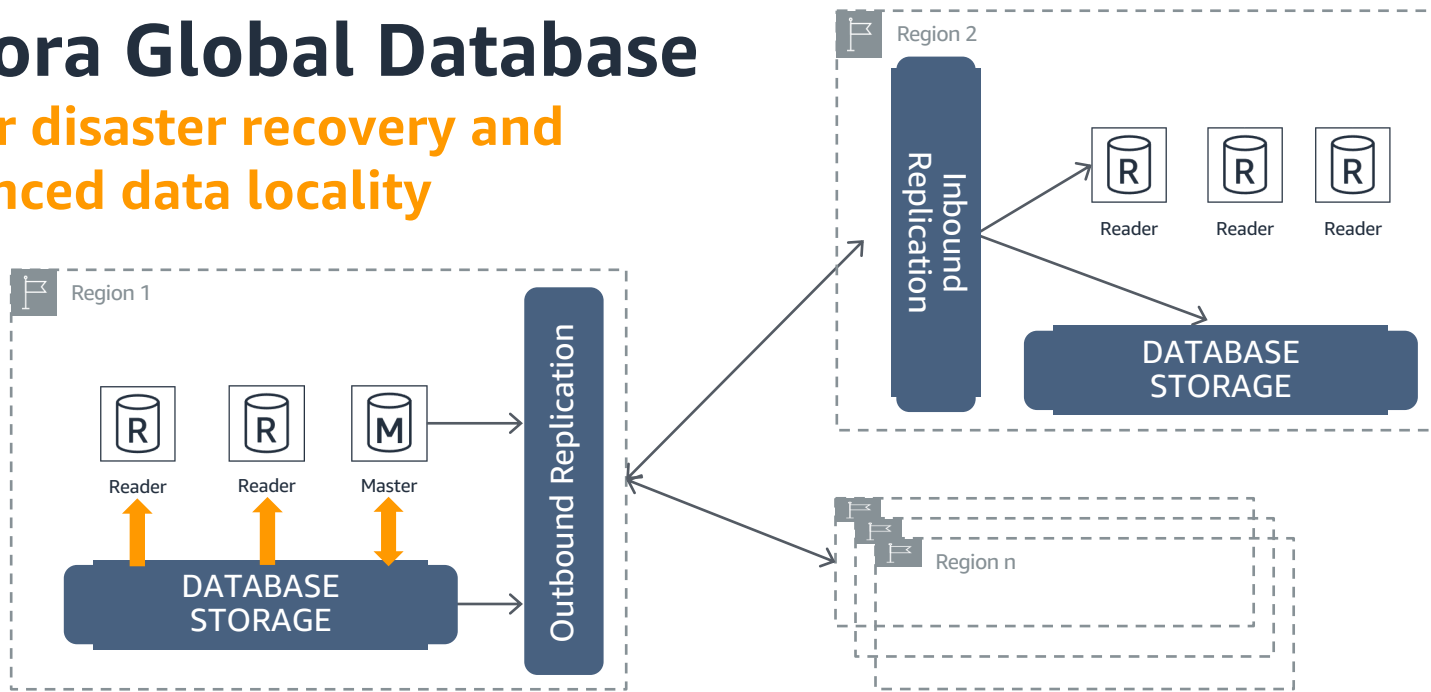 ora Global Database
r disaster recovery and
nced data locality
Region 1
R
R
M
Reader
Reader
Master
DATABASE
STORAGE
Outbound Replication
Region 2
Inbound
Replication
R
R
R
Reader
Reader
Reader
DATABASE
STORAGE
Region n